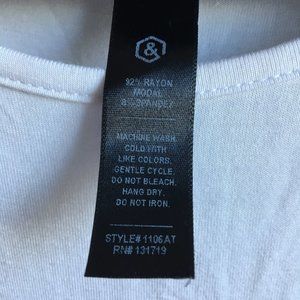 &
92% RAYON
MODAL
8% SPANDEX
MACHINE WASH
COLD WITH
LIKE COLORS.
GENTLE CYCLE.
DO NOT BLEACH.
HANG DRY.
DO NOT IRON.
STYLE# 1106AT
RN# 131719